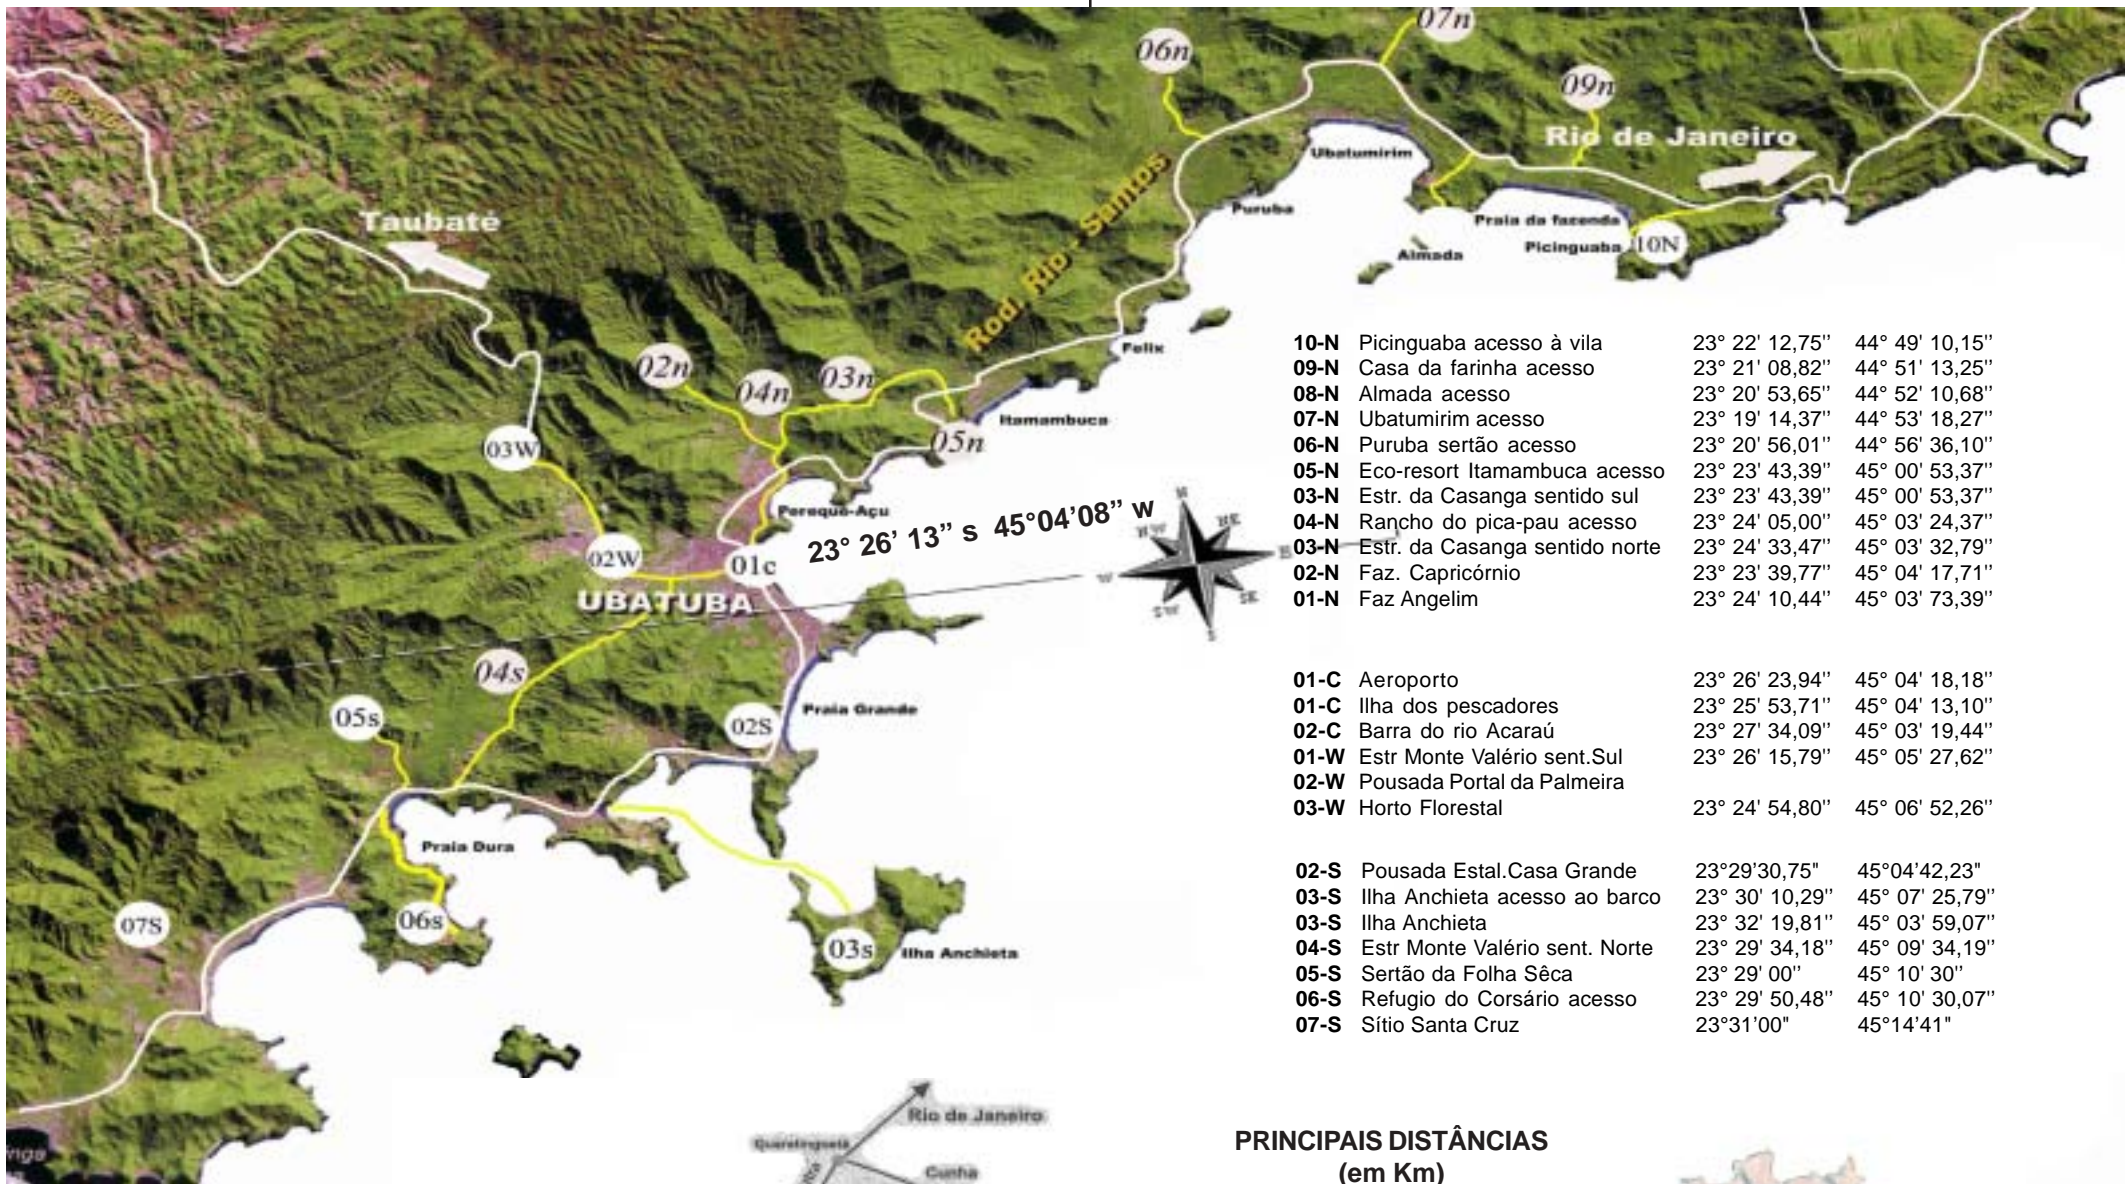 07n
06n
09n
Rio de Janeiro
Ubatumirim
Rod. Rio - Santos
Puruba
Taubaté
Praia da fazenda
Picinguaba
10N
Almada
Felix
02n
04n
03n
Itamambuca
05n
03W
Perequê-Açu
23° 26’ 13” s 45°04’08” w
N
NE
NW
E
W
SE
SW
S
02W
01c
UBATUBA
04s
05s
02S
Praia Grande
Praia Dura
07S
06s
03s
Ilha Anchieta
10-N Picinguaba acesso à vila 23° 22' 12,75'' 44° 49' 10,15''
09-N Casa da farinha acesso 23° 21' 08,82'' 44° 51' 13,25''
08-N Almada acesso 23° 20' 53,65'' 44° 52' 10,68''
07-N Ubatumirim acesso 23° 19' 14,37'' 44° 53' 18,27''
06-N Puruba sertão acesso 23° 20' 56,01'' 44° 56' 36,10''
05-N Eco-resort Itamambuca acesso 23° 23' 43,39'' 45° 00' 53,37''
03-N Estr. da Casanga sentido sul 23° 23' 43,39'' 45° 00' 53,37''
04-N Rancho do pica-pau acesso 23° 24' 05,00'' 45° 03' 24,37''
03-N Estr. da Casanga sentido norte 23° 24' 33,47'' 45° 03' 32,79''
02-N Faz. Capricórnio 23° 23' 39,77'' 45° 04' 17,71''
01-N Faz Angelim 23° 24' 10,44'' 45° 03' 73,39''
01-C Aeroporto 23° 26' 23,94'' 45° 04' 18,18''
01-C Ilha dos pescadores 23° 25' 53,71'' 45° 04' 13,10''
02-C Barra do rio Acaraú 23° 27' 34,09'' 45° 03' 19,44''
01-W Estr Monte Valério sent.Sul 23° 26' 15,79'' 45° 05' 27,62''
02-W Pousada Portal da Palmeira
03-W Horto Florestal 23° 24' 54,80'' 45° 06' 52,26''
02-S Pousada Estal.Casa Grande 23°29'30,75" 45°04'42,23"
03-S Ilha Anchieta acesso ao barco 23° 30' 10,29'' 45° 07' 25,79''
03-S Ilha Anchieta 23° 32' 19,81'' 45° 03' 59,07''
04-S Estr Monte Valério sent. Norte 23° 29' 34,18'' 45° 09' 34,19''
05-S Sertão da Folha Sêca 23° 29' 00'' 45° 10' 30''
06-S Refugio do Corsário acesso 23° 29' 50,48'' 45° 10' 30,07''
07-S Sítio Santa Cruz 23°31'00" 45°14'41"
Rio de Janeiro
Guaratinguetá
Cunha
PRINCIPAIS DISTÂNCIAS
(em Km)